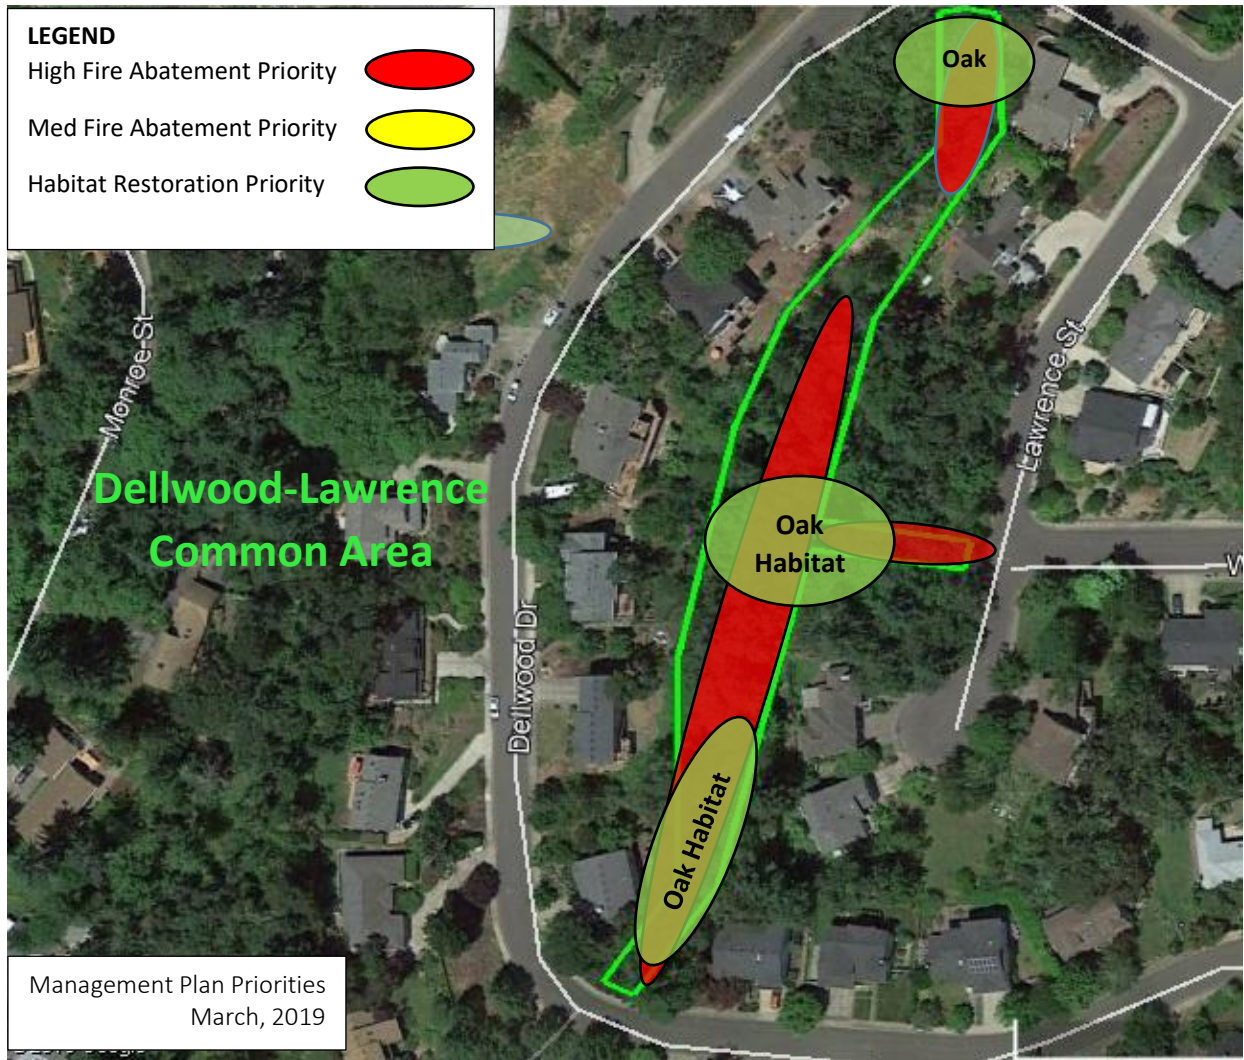 LEGEND
High Fire Abatement Priority
Med Fire Abatement Priority
Habitat Restoration Priority
Oak
Monroe St
Lawrence St
Dellwood-Lawrence
Common Area
Oak
Habitat
W
Dellwood Dr
Oak Habitat
Management Plan Priorities
March, 2019